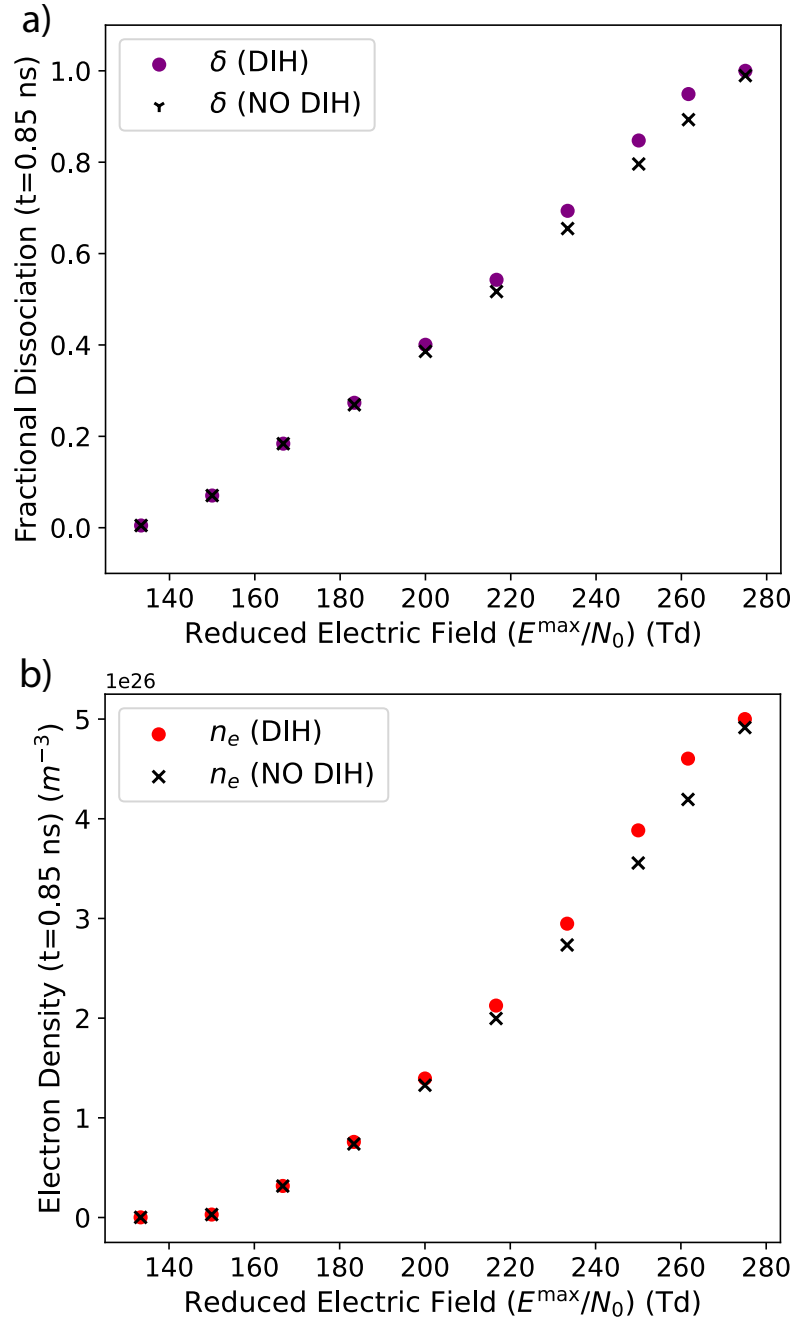 a)
δ (DIH)
δ (NO DIH)
1.0
0.8
0.6
0.4
0.2
0.0
Fractional Dissociation (t=0.85 ns)
140 160 180 200 220 240 260 280
Reduced Electric Field (E^max/N₀) (Td)
b)
1e26
n_e (DIH)
n_e (NO DIH)
5
4
3
2
1
0
Electron Density (t=0.85 ns) (m⁻³)
140 160 180 200 220 240 260 280
Reduced Electric Field (E^max/N₀) (Td)